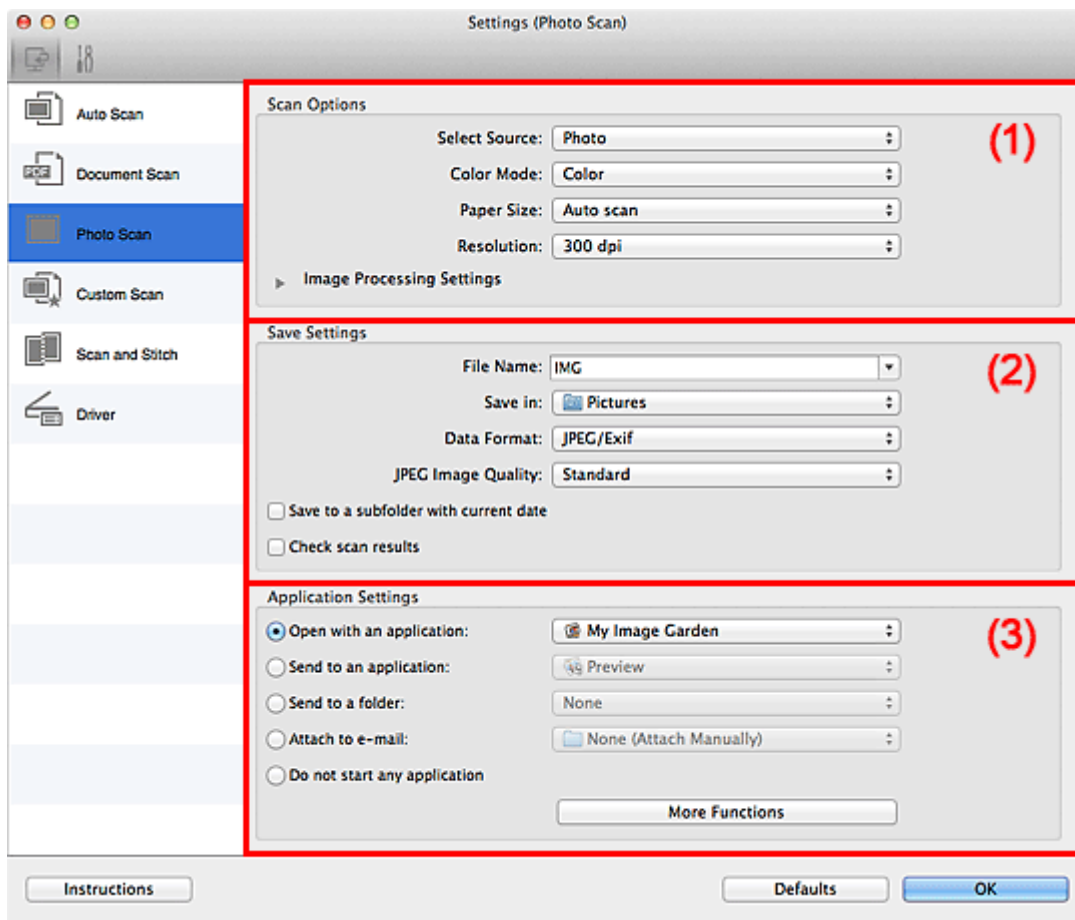 Settings (Photo Scan)
Auto Scan
PDF
Document Scan
Photo Scan
Custom Scan
Scan and Stitch
Driver
Scan Options
(1)
Select Source: Photo
Color Mode: Color
Paper Size: Auto scan
Resolution: 300 dpi
Image Processing Settings
Save Settings
(2)
File Name: IMG
Save in: Pictures
Data Format: JPEG/Exif
JPEG Image Quality: Standard
Save to a subfolder with current date
Check scan results
Application Settings
(3)
Open with an application: My Image Garden
Send to an application: Preview
Send to a folder: None
Attach to e-mail: None (Attach Manually)
Do not start any application
More Functions
Instructions
Defaults
OK